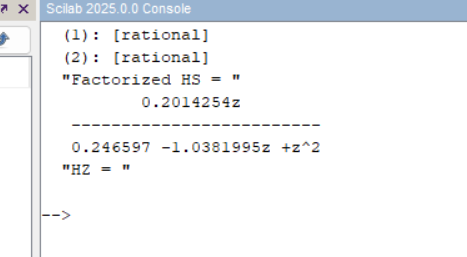 Scilab 2025.0.0 Console
(1): [rational]
(2): [rational]
"Factorized HS = "
0.2014254z
-------------------------
0.246597 -1.0381995z +z^2
"HZ = "
-->